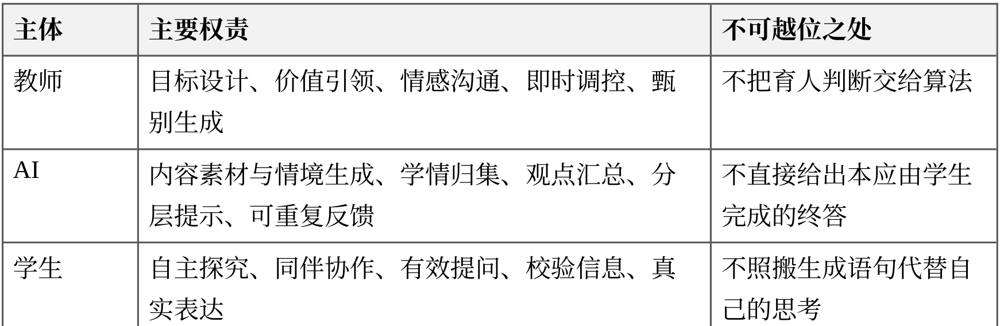 主体 主要权责 不可越位之处
教师 目标设计、价值引领、情感沟通、即时调控、甄 不把育人判断交给算法
别生成
AI 内容素材与情境生成、学情归集、观点汇总、分 不直接给出本应由学生
层提示、可重复反馈 完成的终答
学生 自主探究、同伴协作、有效提问、校验信息、真 不照搬生成语句代替自
实表达 己的思考